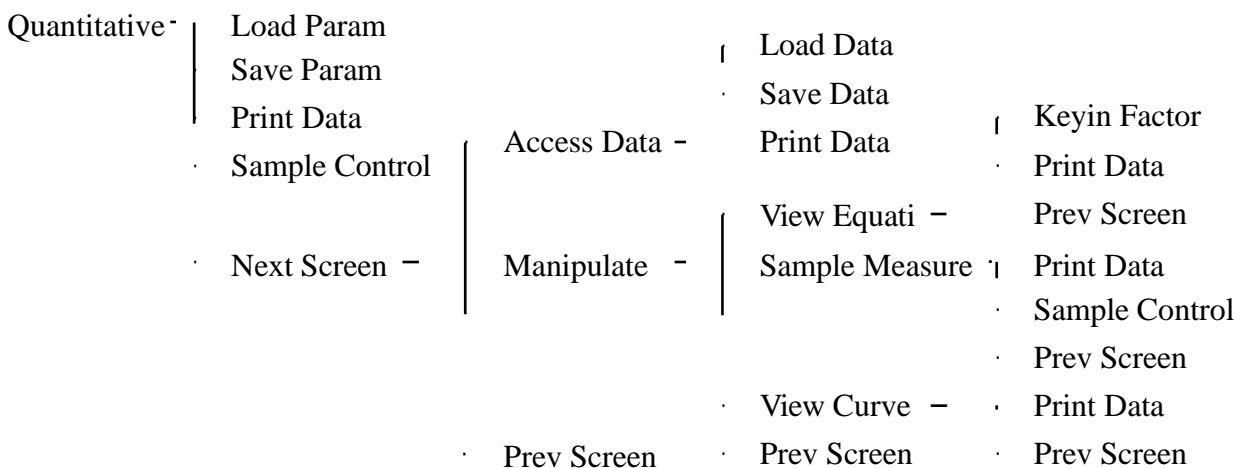 Quantitative
Load Param
Save Param
Print Data
Sample Control
Next Screen
Access Data
Manipulate
Prev Screen
Load Data
Save Data
Print Data
View Equati
Sample Measure
View Curve
Prev Screen
Keyin Factor
Print Data
Prev Screen
Print Data
Sample Control
Prev Screen
Print Data
Prev Screen